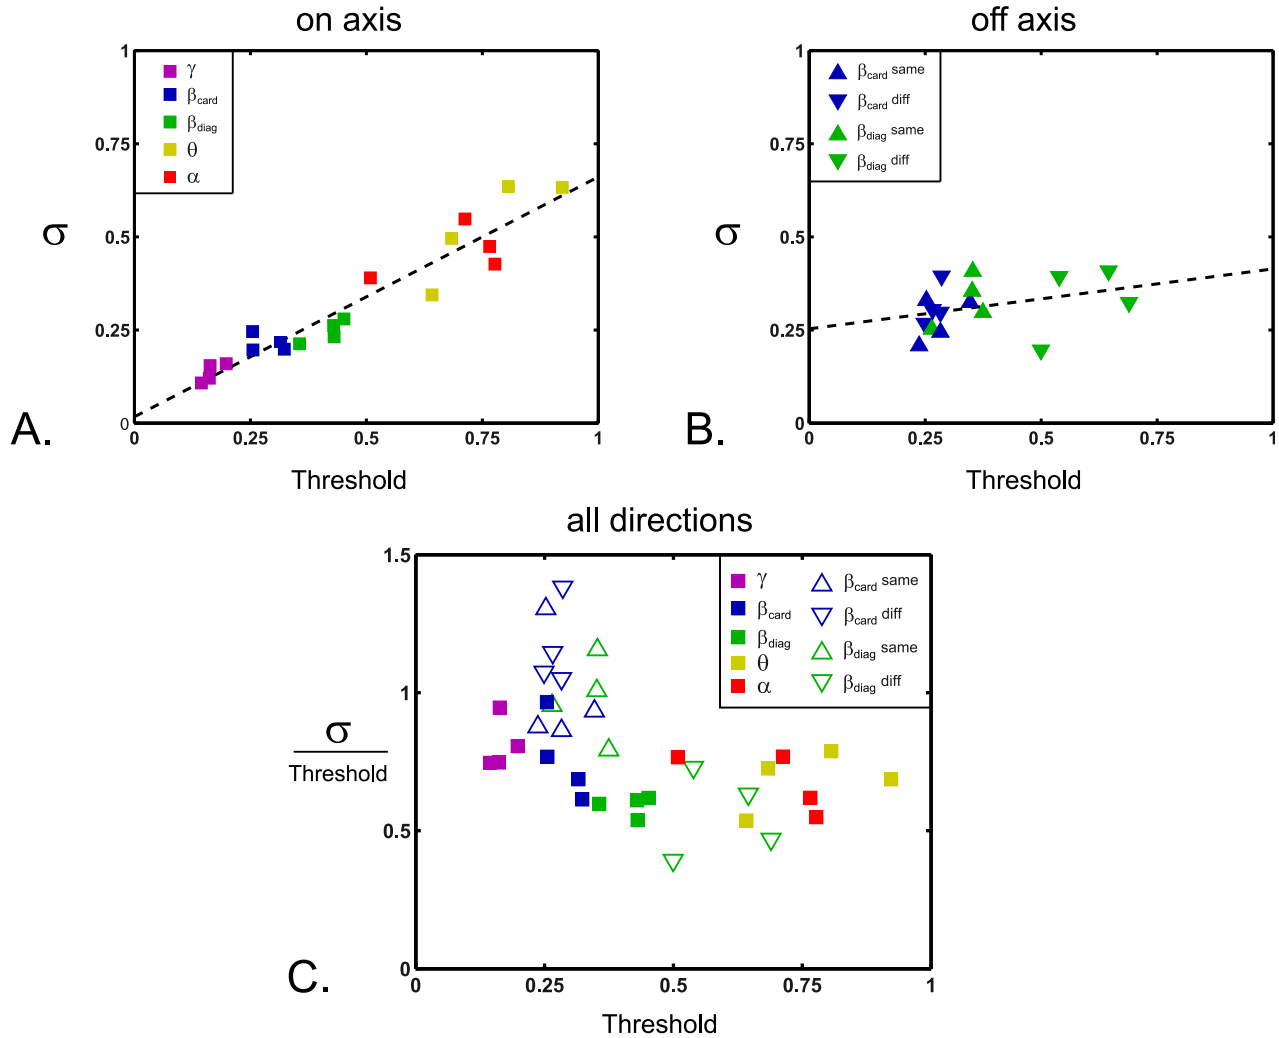 on axis
off axis
1
0.75
0.5
0.25
0
σ
γ
βcard
βdiag
θ
α
0
0.25
0.5
0.75
1
Threshold
A.
1
0.75
0.5
0.25
0
σ
βcard same
βcard diff
βdiag same
βdiag diff
0
0.25
0.5
0.75
1
Threshold
B.
all directions
1.5
1
0.5
0
σ
Threshold
γ
βcard
βdiag
θ
α
βcard same
βcard diff
βdiag same
βdiag diff
0
0.25
0.5
0.75
1
Threshold
C.